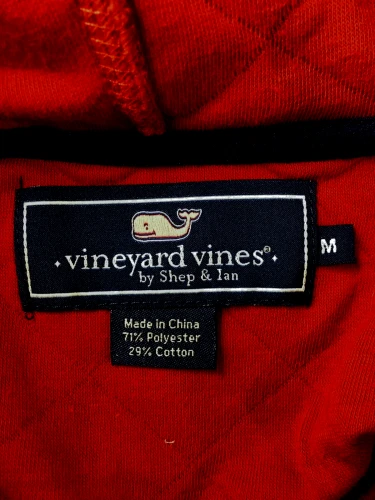 vineyard vines®
by Shep & Ian
M
Made in China
71% Polyester
29% Cotton